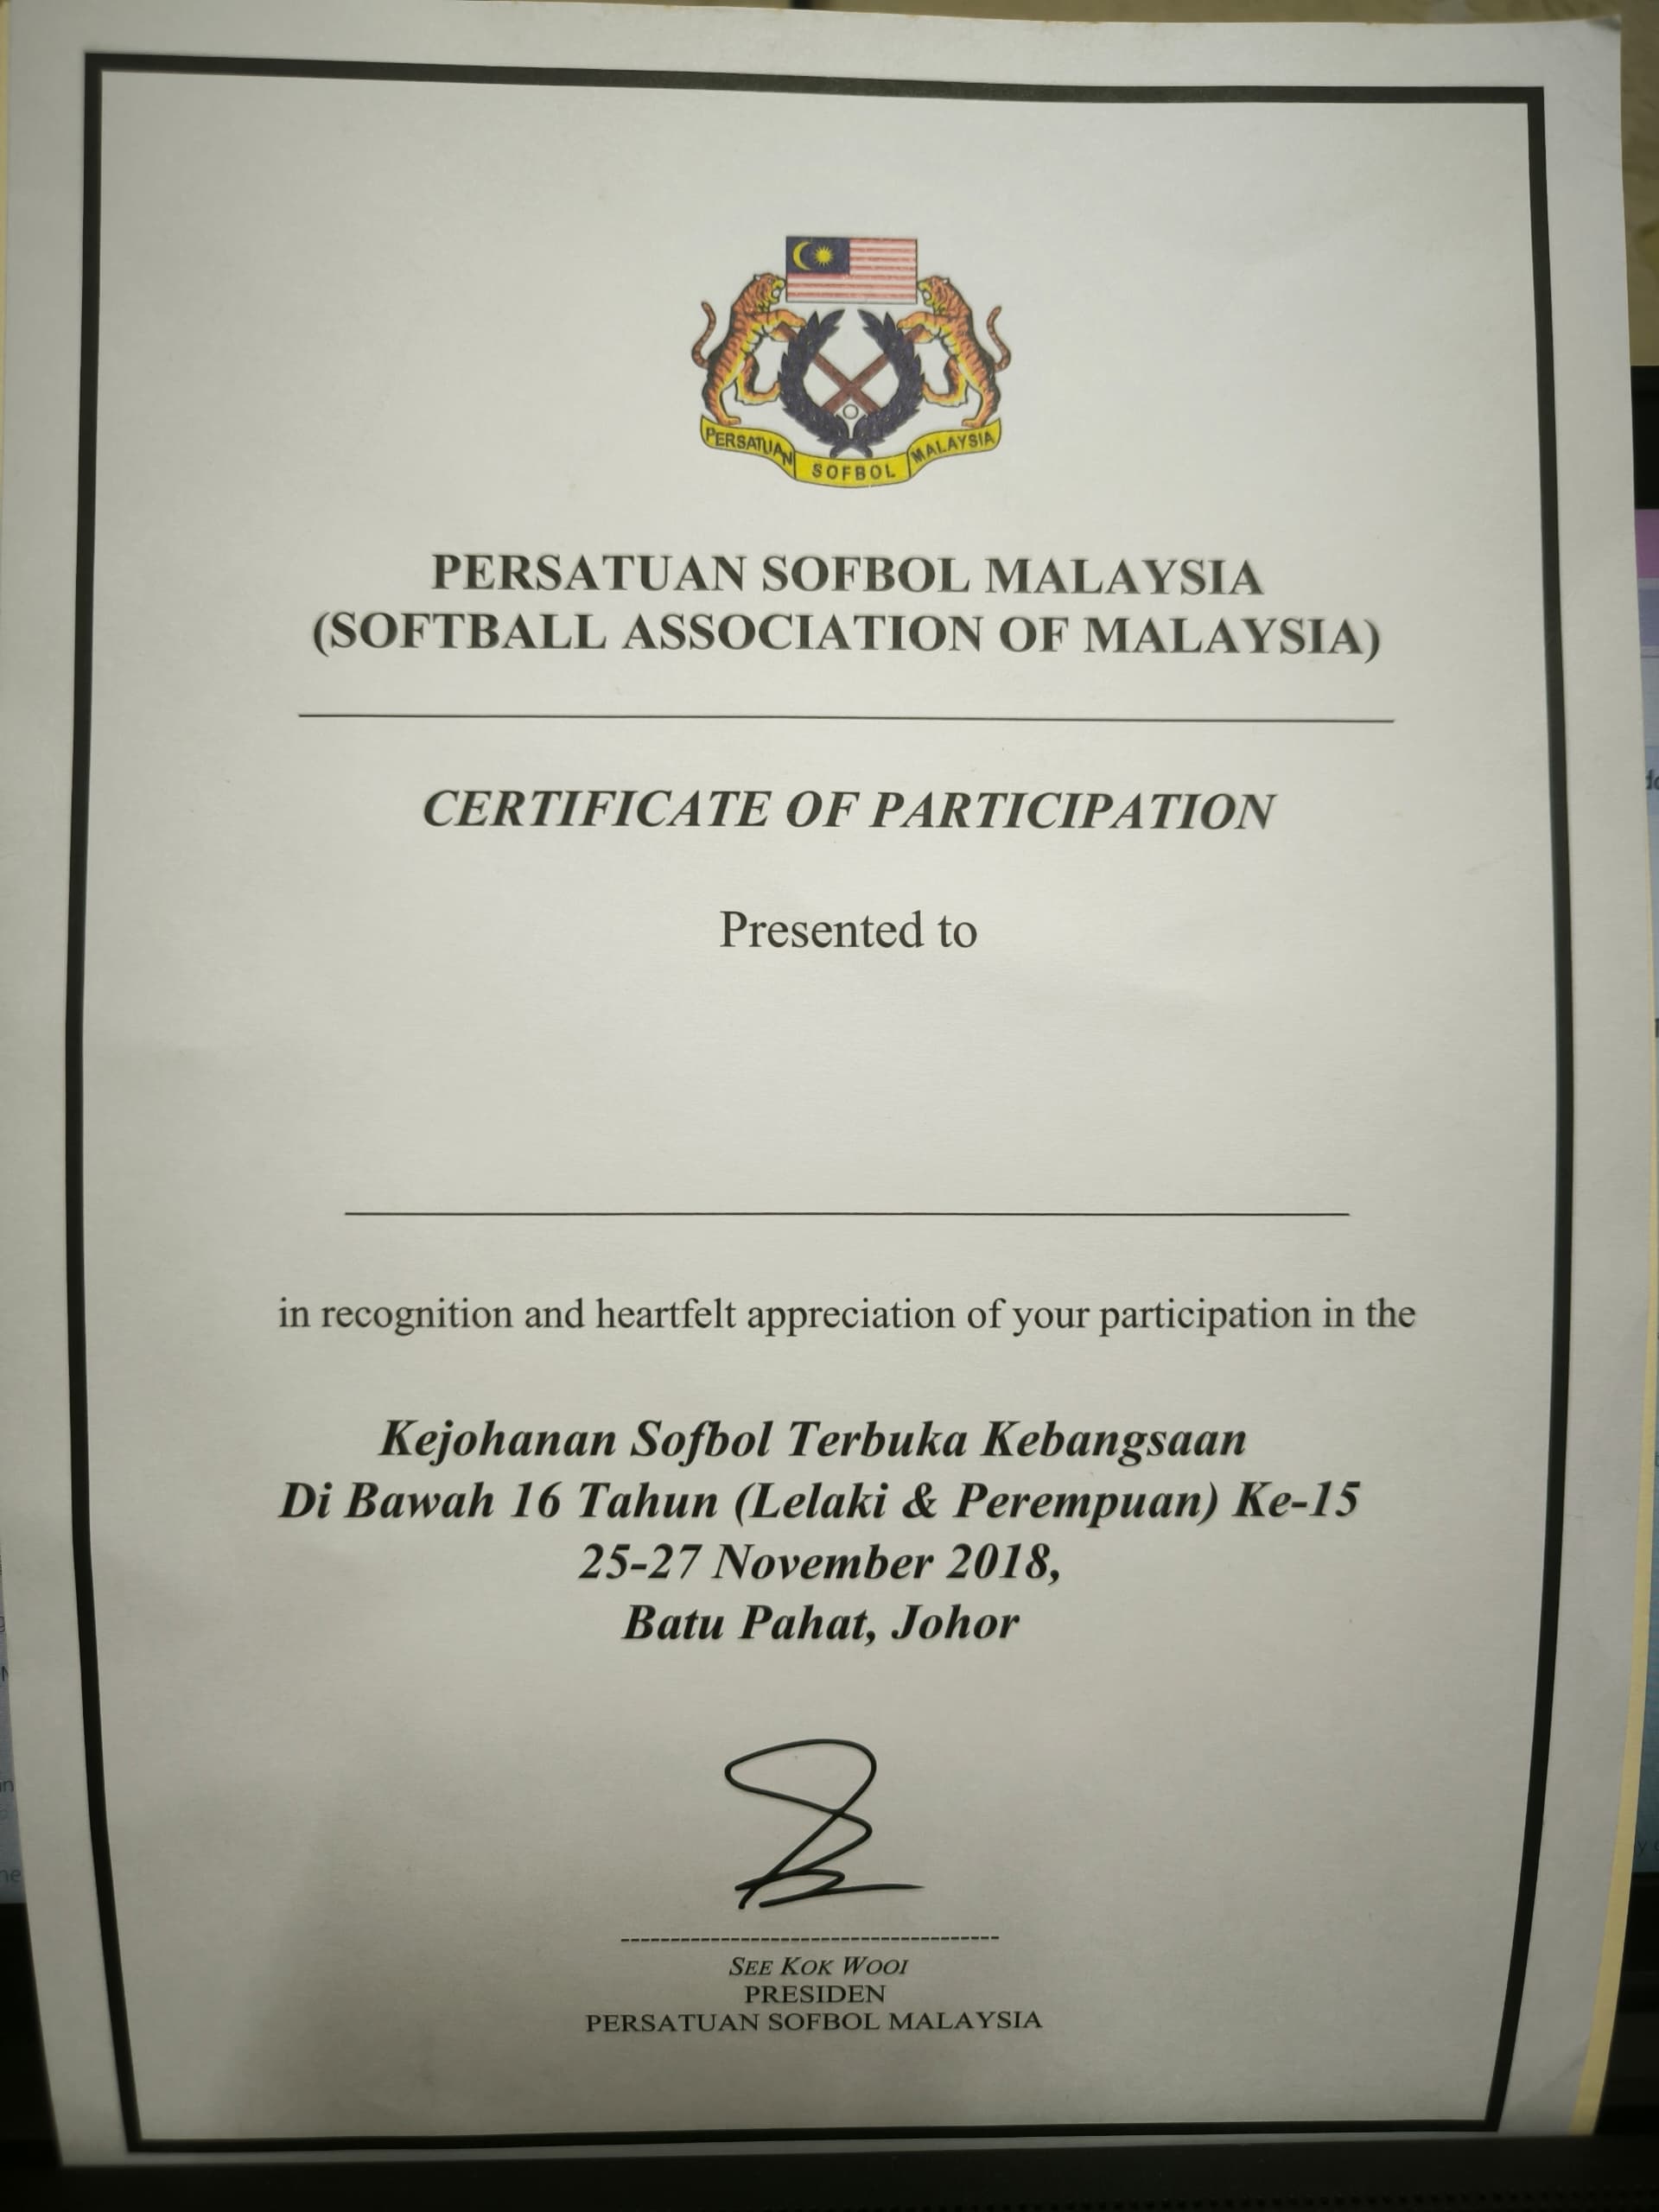 PERSATUAN SOFBOL MALAYSIA
PERSATUAN SOFBOL MALAYSIA
(SOFTBALL ASSOCIATION OF MALAYSIA)
CERTIFICATE OF PARTICIPATION
Presented to
in recognition and heartfelt appreciation of your participation in the
Kejohanan Sofbol Terbuka Kebangsaan
Di Bawah 16 Tahun (Lelaki & Perempuan) Ke-15
25-27 November 2018,
Batu Pahat, Johor
SEE KOK WOOI
PRESIDEN
PERSATUAN SOFBOL MALAYSIA